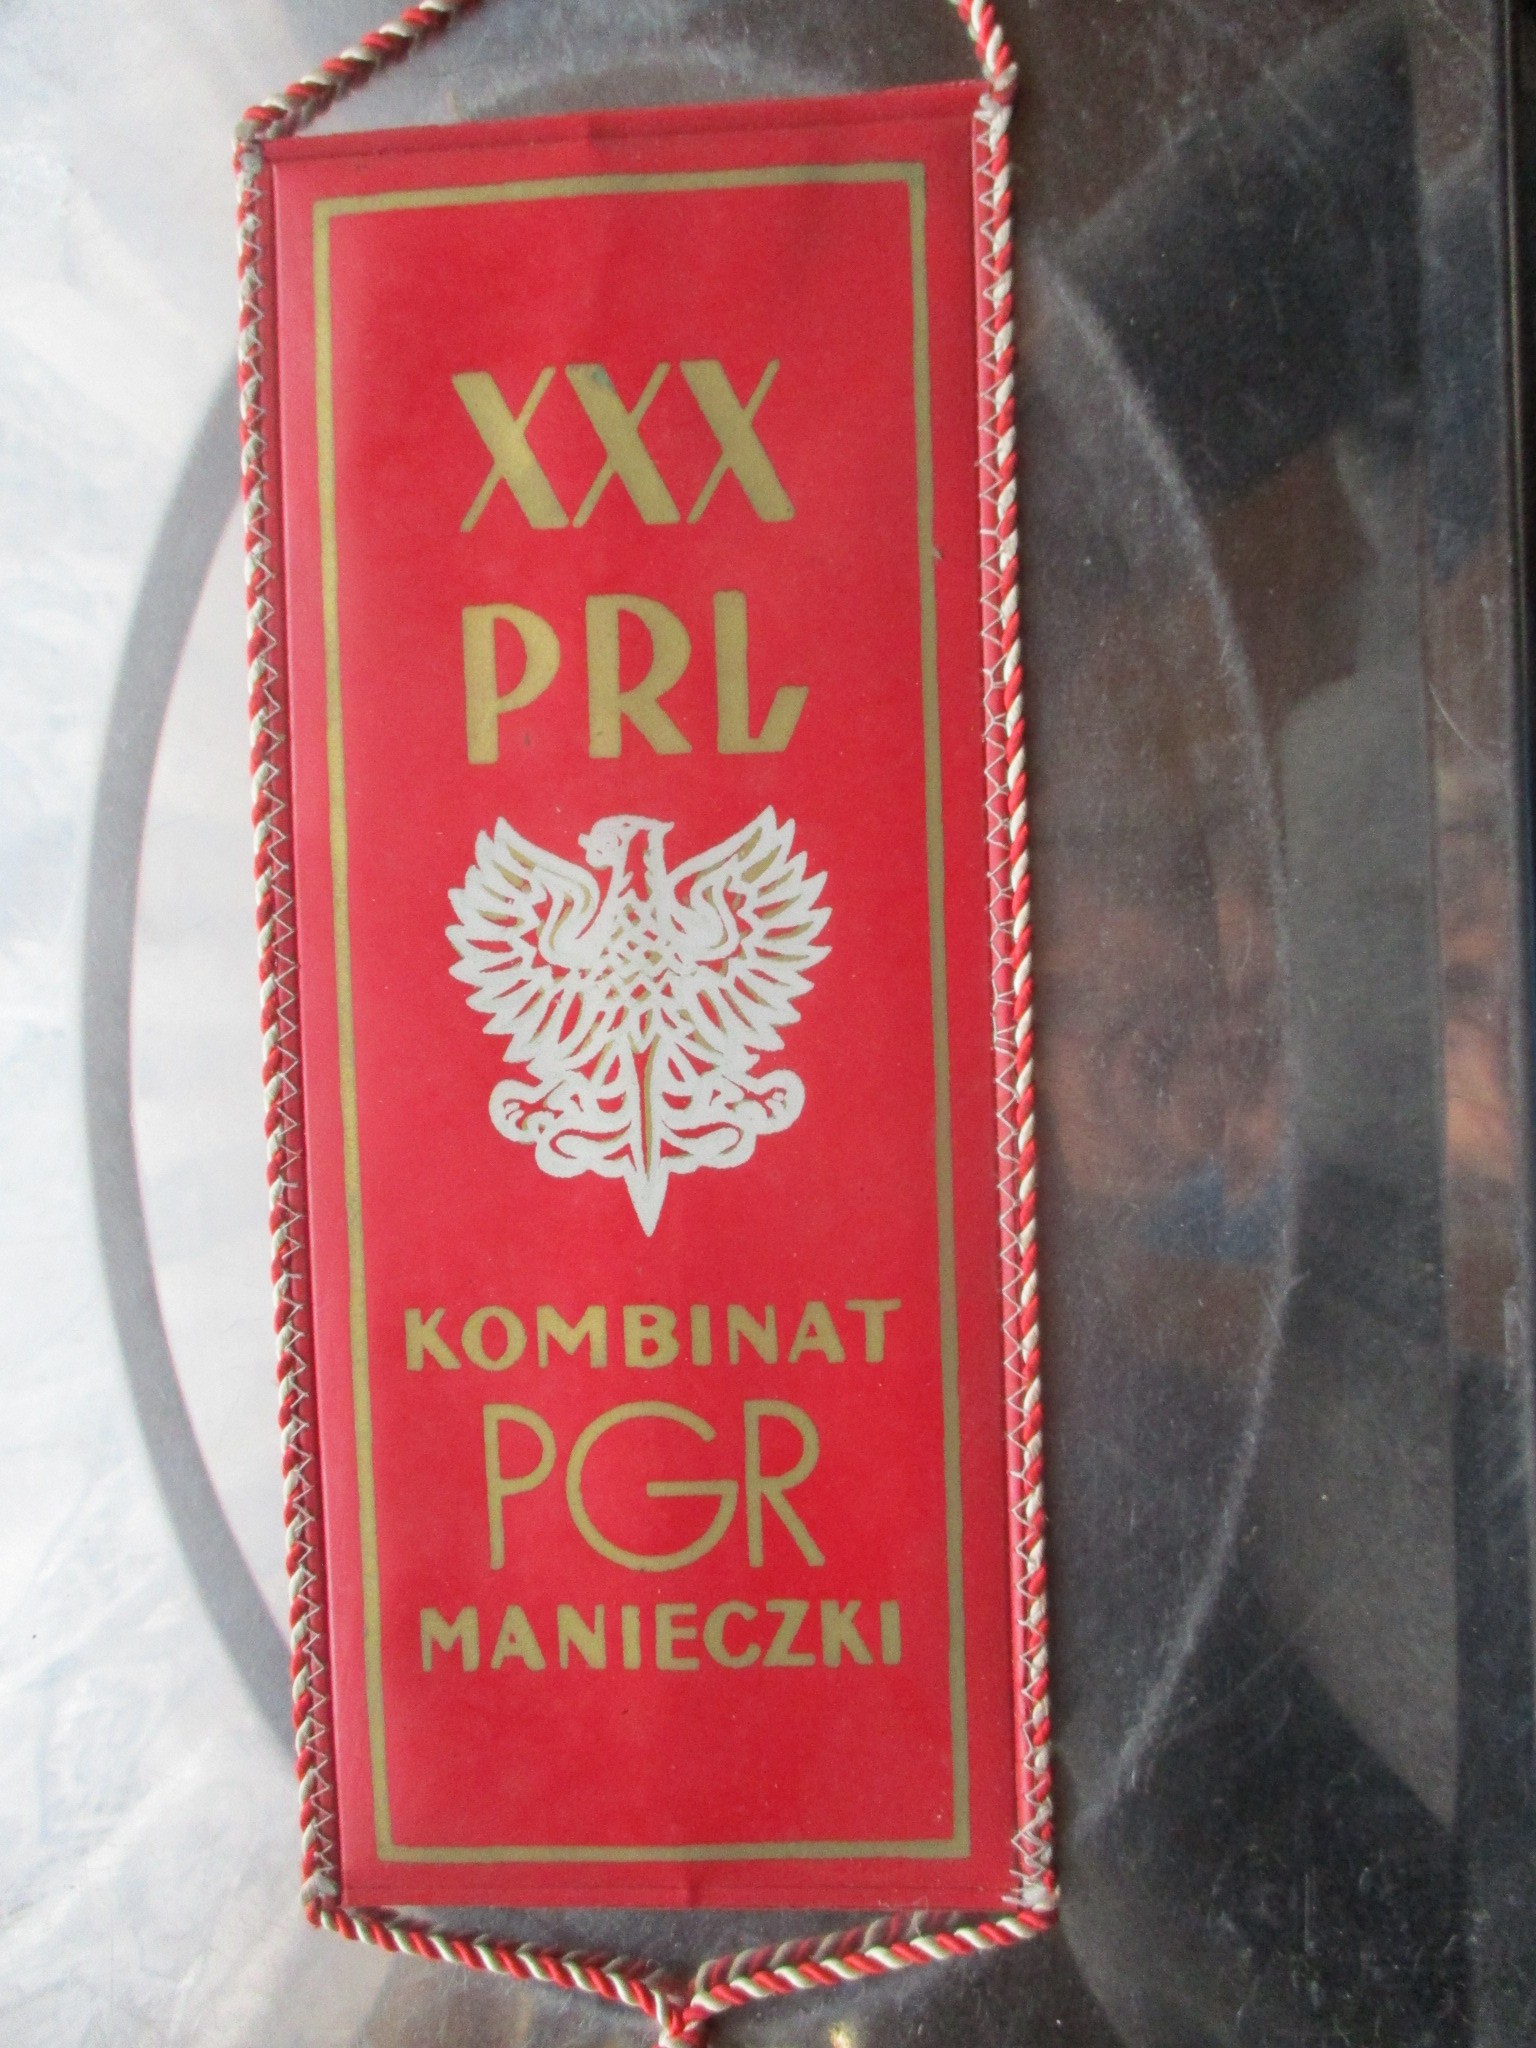 XXX
PRL
KOMBINAT
PGR
MANIECZKI